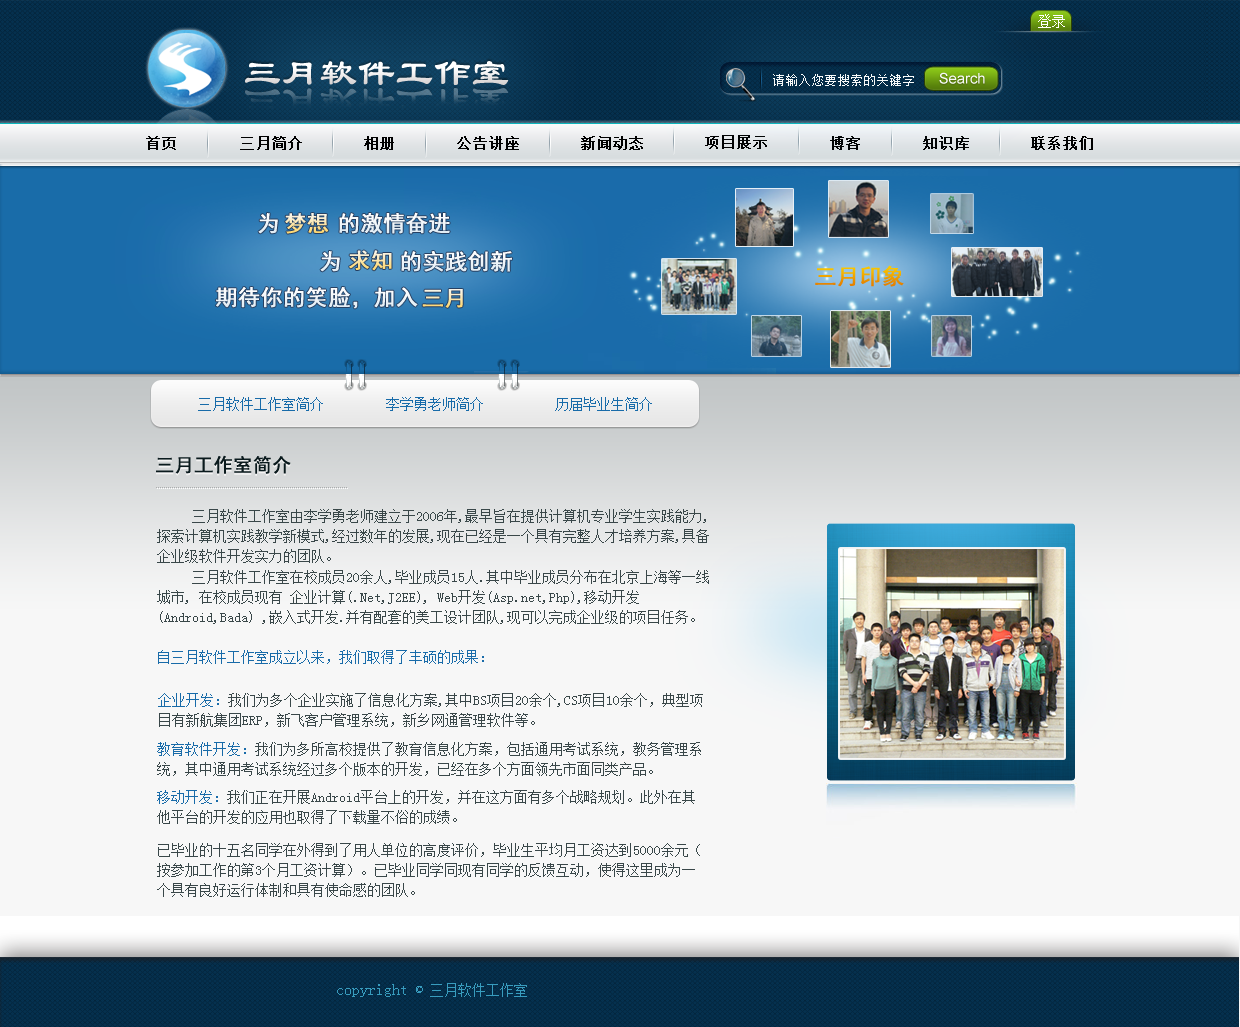 登录
三月软件工作室
请输入您要搜索的关键字 Search
首页 三月简介 相册 公告讲座 新闻动态 项目展示 博客 知识库 联系我们
为 梦想 的激情奋进
为 求知 的实践创新
期待你的笑脸，加入 三月
三月印象
三月软件工作室简介 李学勇老师简介 历届毕业生简介
三月工作室简介
三月软件工作室由李学勇老师建立于2006年,最早旨在提供计算机专业学生实践能力,
探索计算机实践教学新模式,经过数年的发展,现在已经是一个具有完整人才培养方案,具备
企业级软件开发实力的团队。
三月软件工作室在校成员20余人,毕业成员15人.其中毕业成员分布在北京上海等一线
城市, 在校成员现有 企业计算(.Net,J2EE), Web开发(Asp.net,Php),移动开发
(Android,Bada) ,嵌入式开发.并有配套的美工设计团队,现可以完成企业级的项目任务。
自三月软件工作室成立以来，我们取得了丰硕的成果：
企业开发：我们为多个企业实施了信息化方案,其中BS项目20余个,CS项目10余个，典型项
目有新航集团ERP，新飞客户管理系统，新乡网通管理软件等。
教育软件开发：我们为多所高校提供了教育信息化方案，包括通用考试系统，教务管理系
统，其中通用考试系统经过多个版本的开发，已经在多个方面领先市面同类产品。
移动开发：我们正在开展Android平台上的开发，并在这方面有多个战略规划。此外在其
他平台的开发的应用也取得了下载量不俗的成绩。
已毕业的十五名同学在外得到了用人单位的高度评价，毕业生平均月工资达到5000余元（
按参加工作的第3个月工资计算）。已毕业同学同现有同学的反馈互动，使得这里成为一
个具有良好运行体制和具有使命感的团队。
copyright © 三月软件工作室